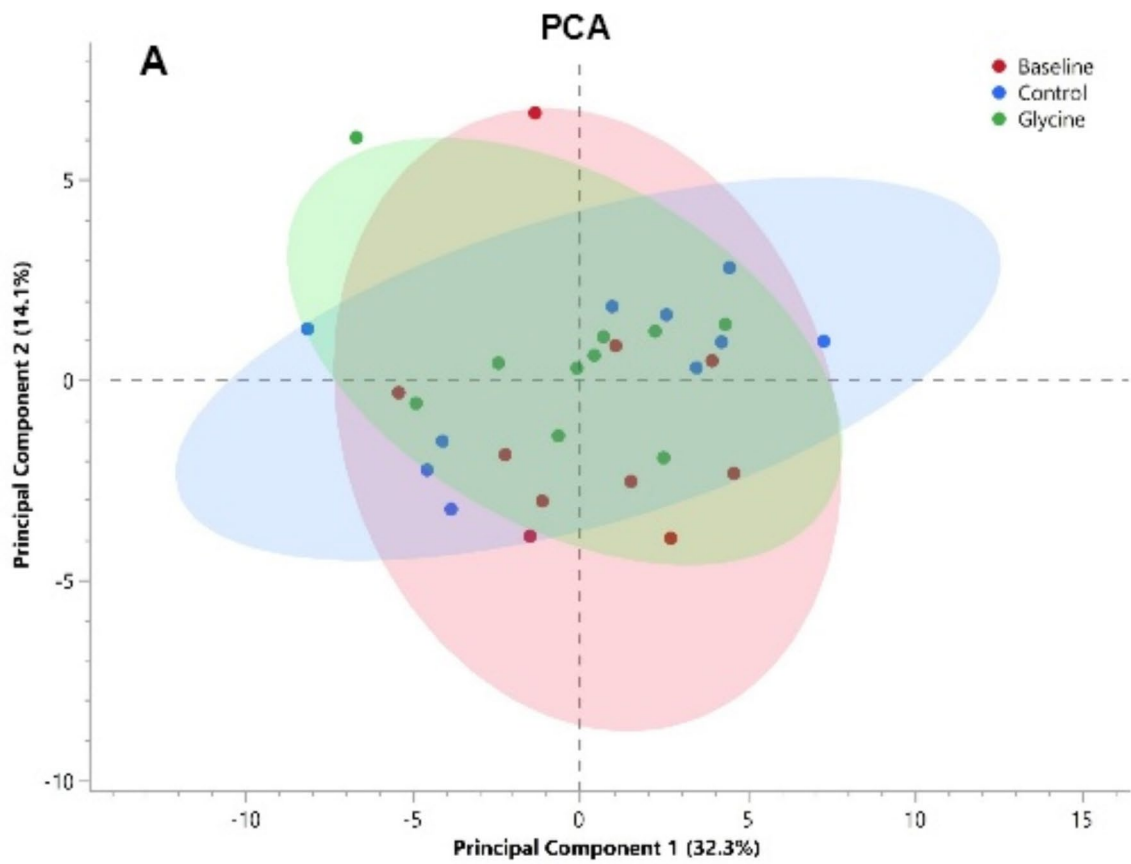 PCA
A
Baseline
Control
Glycine
5
0
-5
-10
Principal Component 2 (14.1%)
-10
-5
0
5
10
15
Principal Component 1 (32.3%)